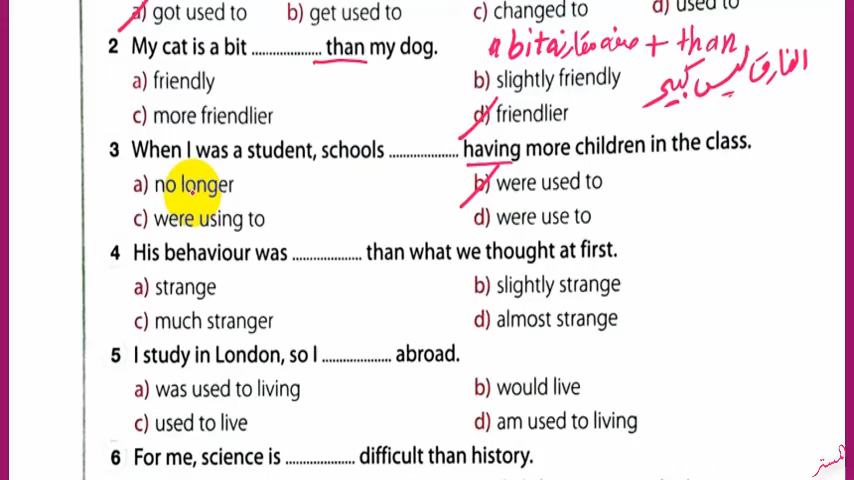 a) got used to b) get used to c) changed to d) used to
2 My cat is a bit .................... than my dog.
a bit صفه مقارنة + than
الفارق ليس كبير
a) friendly b) slightly friendly
c) more friendlier d) friendlier
3 When I was a student, schools .................... having more children in the class.
a) no longer b) were used to
c) were using to d) were use to
4 His behaviour was .................... than what we thought at first.
a) strange b) slightly strange
c) much stranger d) almost strange
5 I study in London, so I .................... abroad.
a) was used to living b) would live
c) used to live d) am used to living
6 For me, science is .................... difficult than history.
المستر